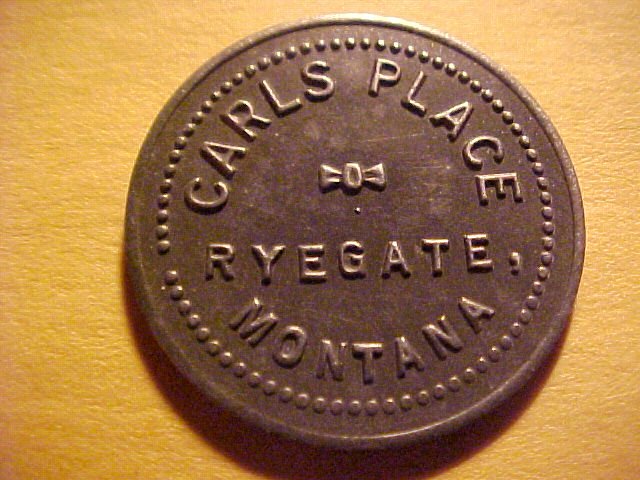 CARLS PLACE
RYEGATE,
MONTANA